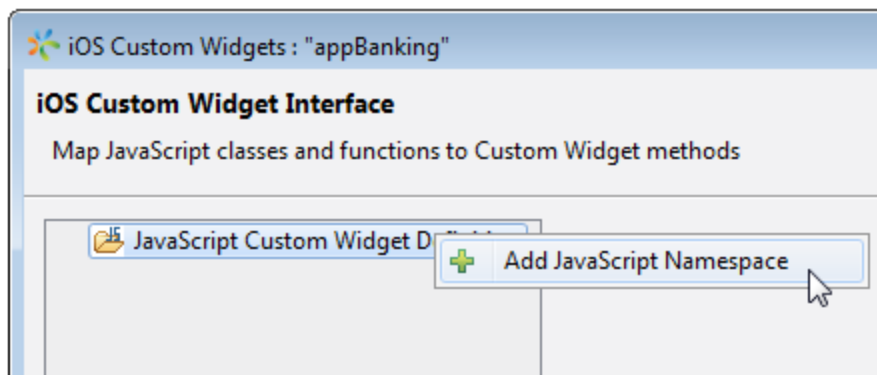 iOS Custom Widgets : "appBanking"
iOS Custom Widget Interface
Map JavaScript classes and functions to Custom Widget methods
JavaScript Custom Widget
Add JavaScript Namespace